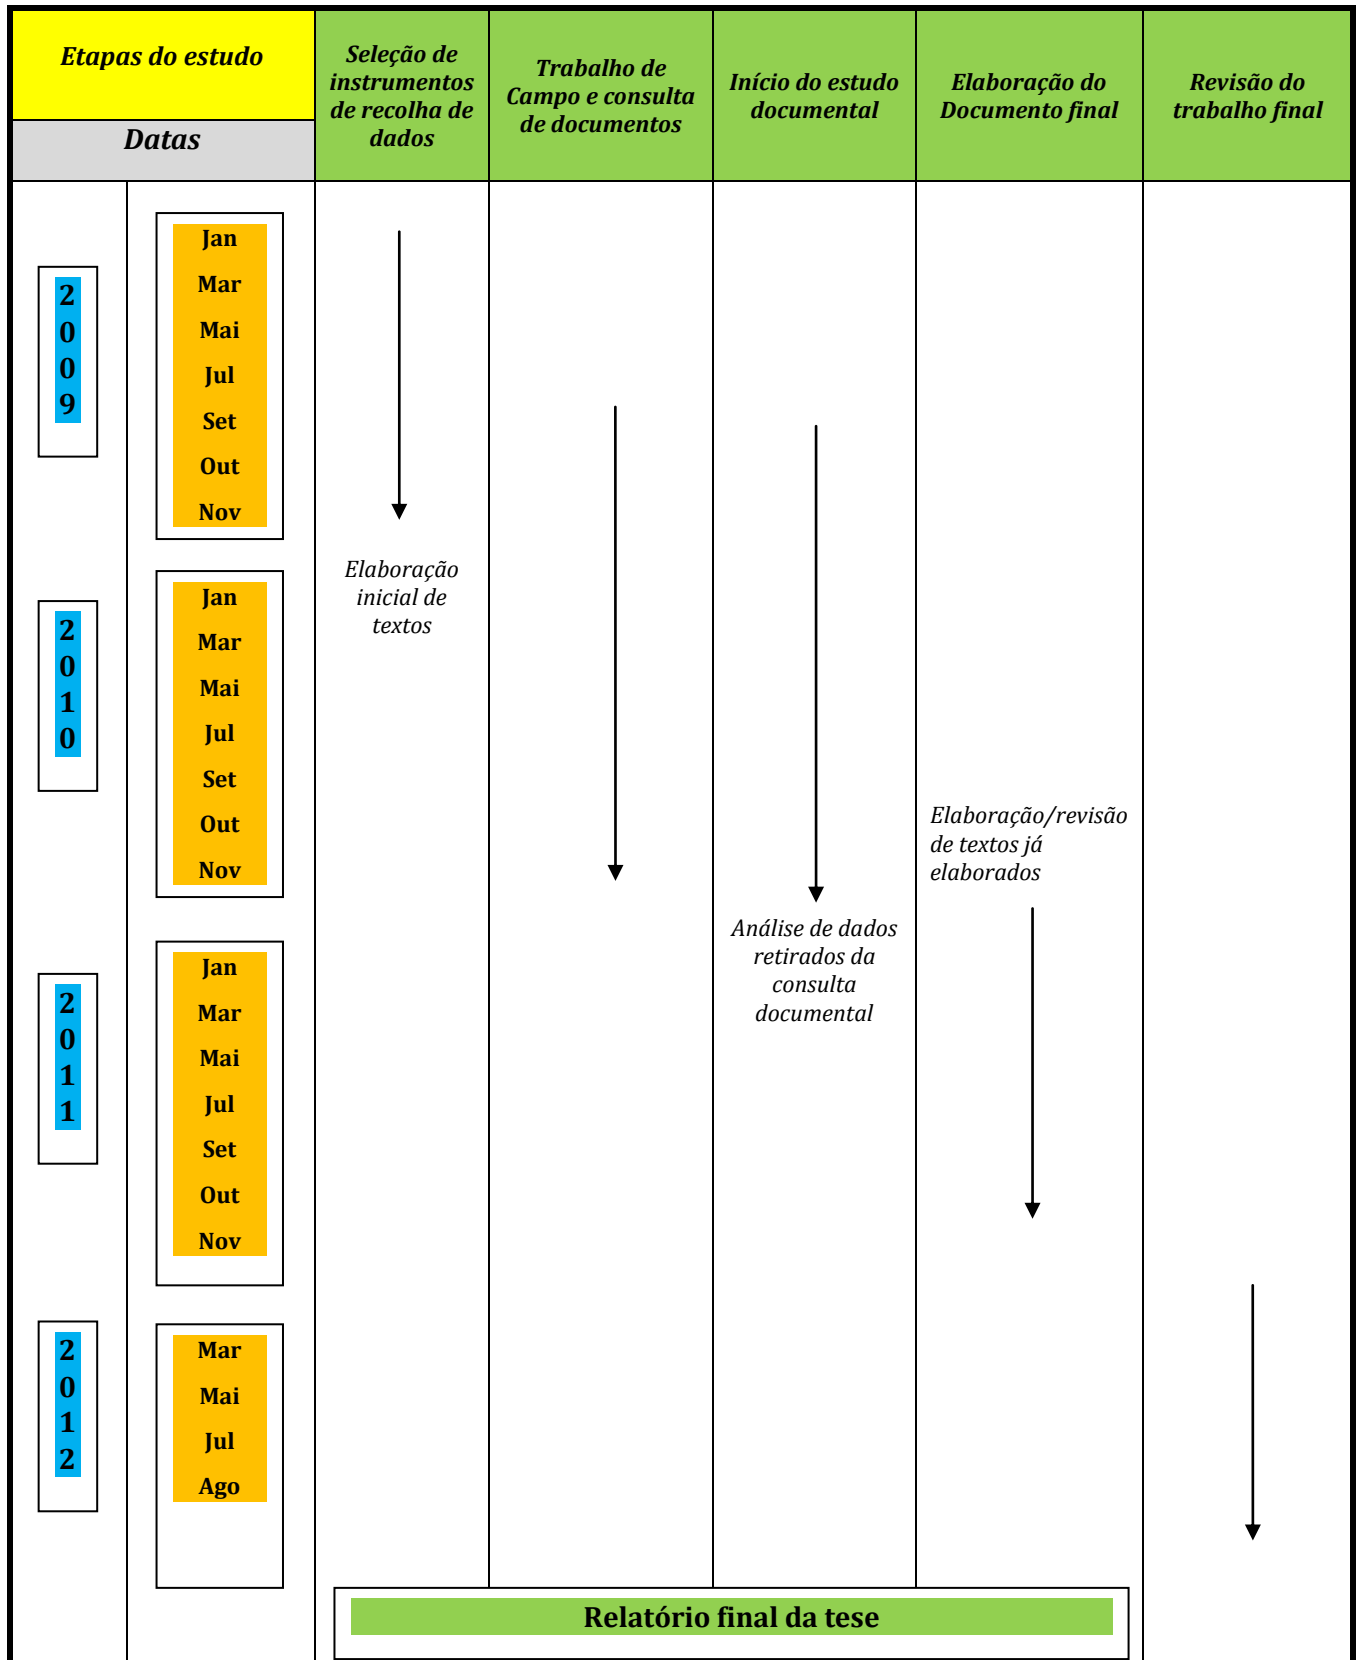 Etapas do estudo
Datas
Seleção de
instrumentos
de recolha de
dados
Trabalho de
Campo e consulta
de documentos
Início do estudo
documental
Elaboração do
Documento final
Revisão do
trabalho final
2
0
0
9
Jan
Mar
Mai
Jul
Set
Out
Nov
Elaboração
inicial de
textos
2
0
1
0
Jan
Mar
Mai
Jul
Set
Out
Nov
Elaboração/revisão
de textos já
elaborados
Análise de dados
retirados da
consulta
documental
2
0
1
1
Jan
Mar
Mai
Jul
Set
Out
Nov
2
0
1
2
Mar
Mai
Jul
Ago
Relatório final da tese